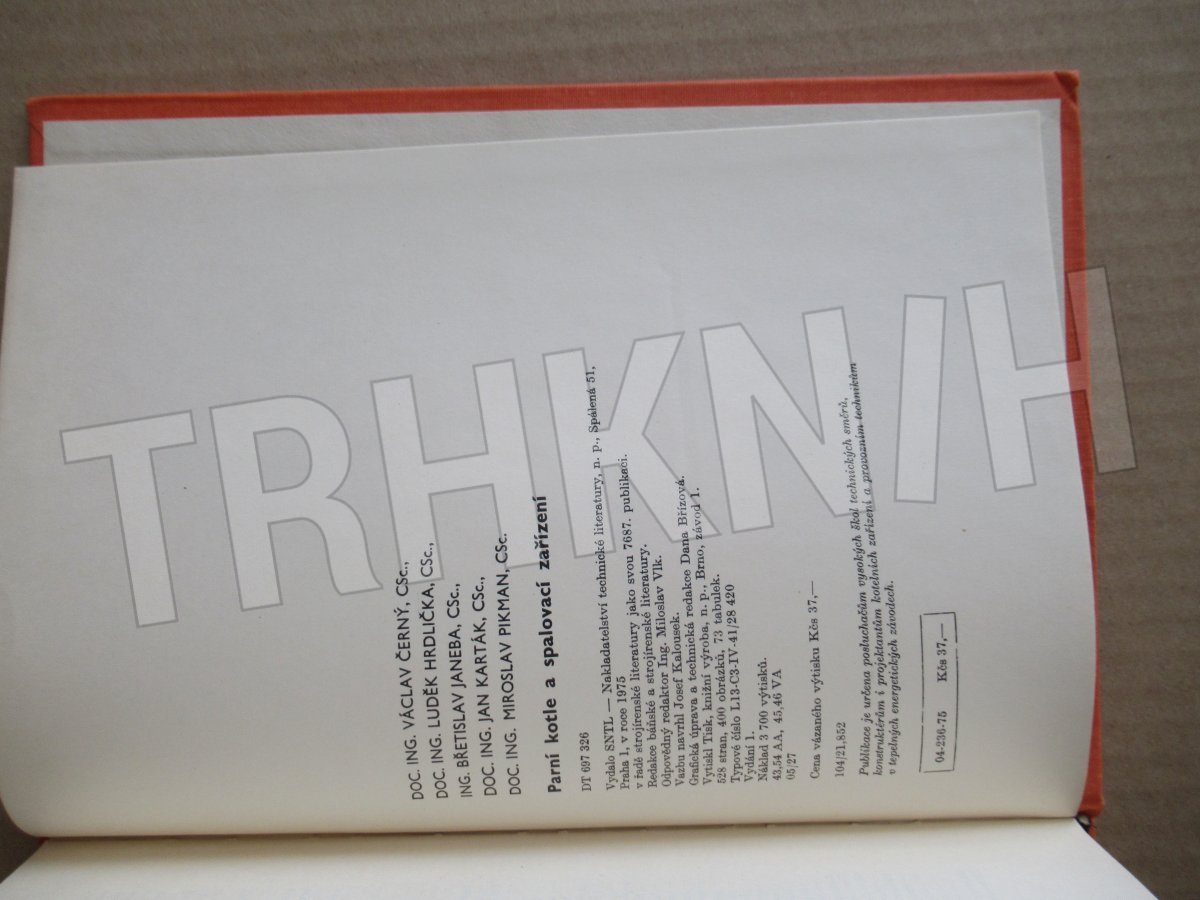 DOC. ING. VÁCLAV ČERNÝ, CSc.,
DOC. ING. LUDĚK HRDLIČKA, CSc.,
ING. BŘETISLAV JANEBA, CSc.,
DOC. ING. JAN KARTÁK, CSc.,
DOC. ING. MIROSLAV PIKMAN, CSc.
Parní kotle a spalovací zařízení
DT 697 326
Vydalo SNTL — Nakladatelství technické literatury, n. p., Spálená 51,
Praha 1, v roce 1975
v řadě strojírenské literatury jako svou 7687. publikaci.
Redakce báňské a strojírenské literatury.
Odpovědný redaktor Ing. Miloslav Vlk.
Vazbu navrhl Josef Kalousek.
Grafická úprava a technická redakce Dana Břízová.
Vytiskl Tisk, knižní výroba, n. p., Brno, závod 1.
528 stran, 400 obrázků, 73 tabulek.
Typové číslo L13-C3-IV-41/28 420
Vydání 1.
Náklad 3 700 výtisků.
43,54 AA, 45,46 VA
05/27
Cena vázaného výtisku Kčs 37,—
104/21,852
Publikace je určena posluchačům vysokých škol technických směrů,
konstruktérům i projektantům kotelních zařízení a provozním technikům
v tepelných energetických závodech.
04-236-75 Kčs 37,—
TRHKNIH